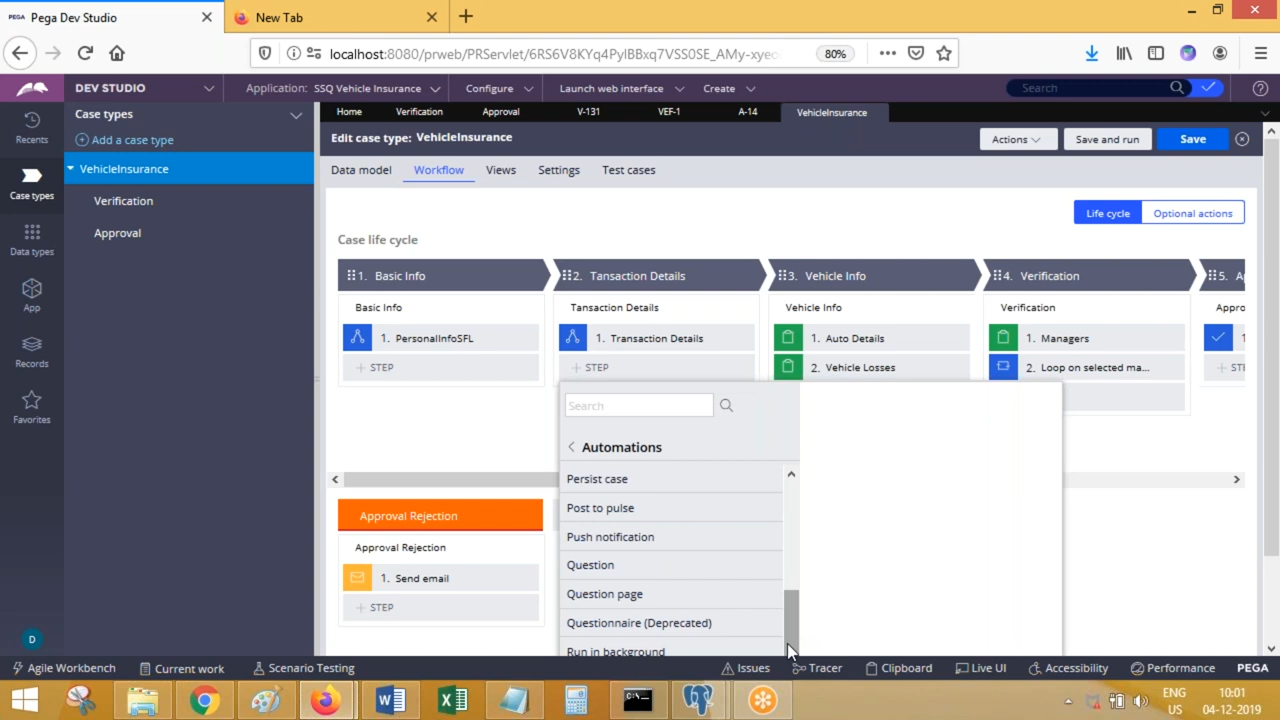 PEGA Pega Dev Studio
New Tab
localhost:8080/prweb/PRServlet/6RS6V8KYq4PylBBxq7VSS0SE_AMy-xyeo
80%
DEV STUDIO
Application: SSQ Vehicle Insurance
Configure
Launch web interface
Create
Search
Recents
Case types
Data types
App
Records
Favorites
D
Case types
Add a case type
VehicleInsurance
Verification
Approval
Home
Verification
Approval
V-131
VEF-1
A-14
VehicleInsurance
Edit case type: VehicleInsurance
Actions
Save and run
Save
Data model
Workflow
Views
Settings
Test cases
Life cycle
Optional actions
Case life cycle
1. Basic Info
2. Tansaction Details
3. Vehicle Info
4. Verification
5. A
Basic Info
Tansaction Details
Vehicle Info
Verification
Appro
1. PersonalInfoSFL
1. Transaction Details
1. Auto Details
1. Managers
1
+ STEP
+ STEP
2. Vehicle Losses
2. Loop on selected ma...
+ STE
Search
Automations
Persist case
Post to pulse
Push notification
Question
Question page
Questionnaire (Deprecated)
Run in background
Approval Rejection
Approval Rejection
1. Send email
+ STEP
Agile Workbench
Current work
Scenario Testing
Issues
Tracer
Clipboard
Live UI
Accessibility
Performance
PEGA
ENG
US
10:01
04-12-2019